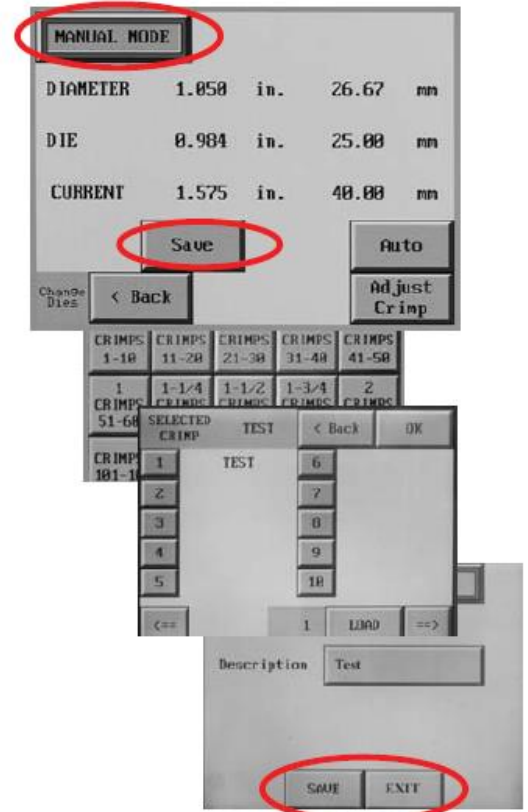 MANUAL MODE
DIAMETER 1.050 in. 26.67 mm
DIE 0.984 in. 25.00 mm
CURRENT 1.575 in. 40.00 mm
Save Auto
Change Dies < Back Adjust Crimp
CRIMPS 1-10 CRIMPS 11-20 CRIMPS 21-30 CRIMPS 31-40 CRIMPS 41-50
1 1-1/4 1-1/2 1-3/4 2
CRIMPS CRIMPS CRIMPS CRIMPS CRIMPS
SELECTED CRIMP TEST < Back OK
1 TEST 6
2 7
3 8
4 9
5 10
<== 1 LOAD ==>
Description Test
SAVE EXIT